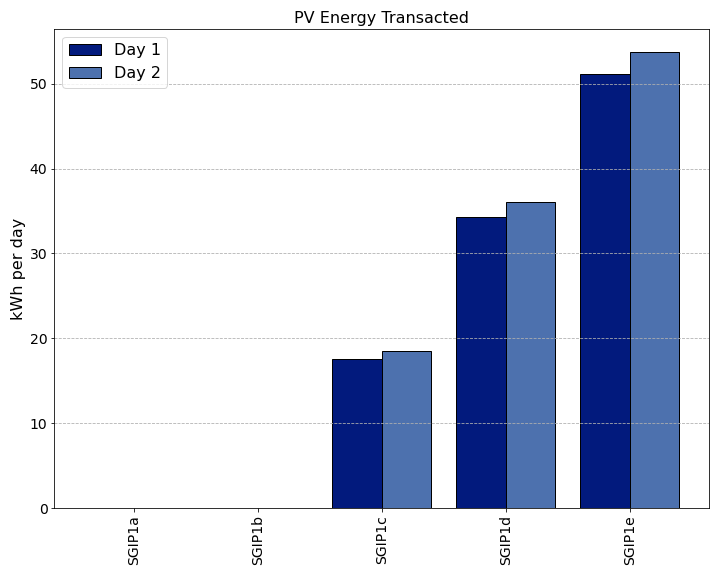 PV Energy Transacted
Day 1
Day 2
kWh per day
50
40
30
20
10
0
SGIP1a
SGIP1b
SGIP1c
SGIP1d
SGIP1e